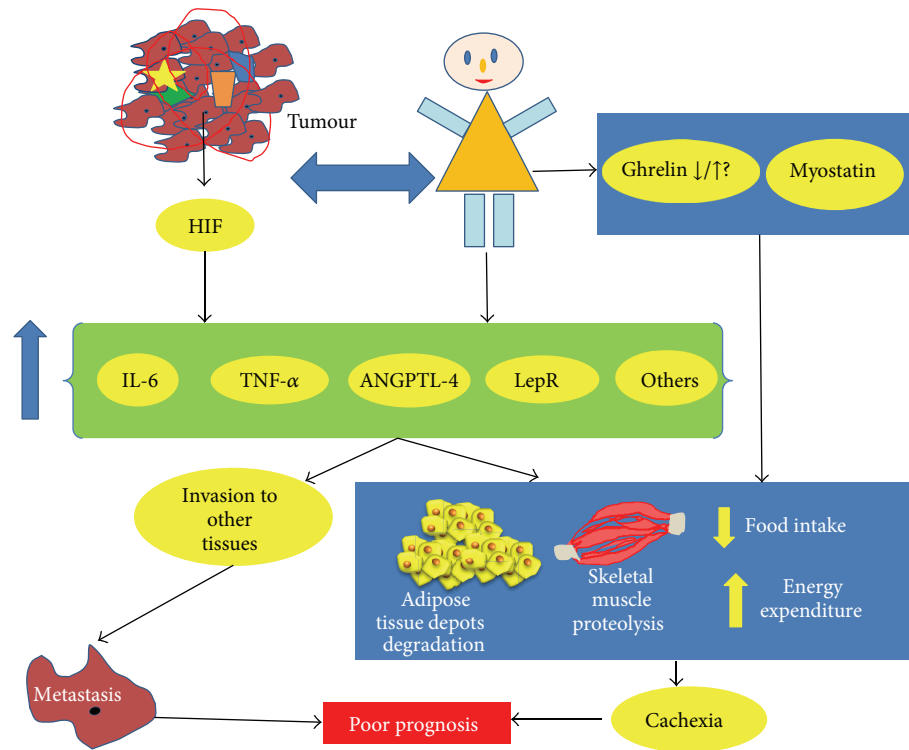 Tumour
Ghrelin ↓/↑?
Myostatin
HIF
IL-6
TNF-α
ANGPTL-4
LepR
Others
Invasion to
other
tissues
Adipose
tissue depots
degradation
Skeletal
muscle
proteolysis
Food intake
Energy
expenditure
Metastasis
Poor prognosis
Cachexia